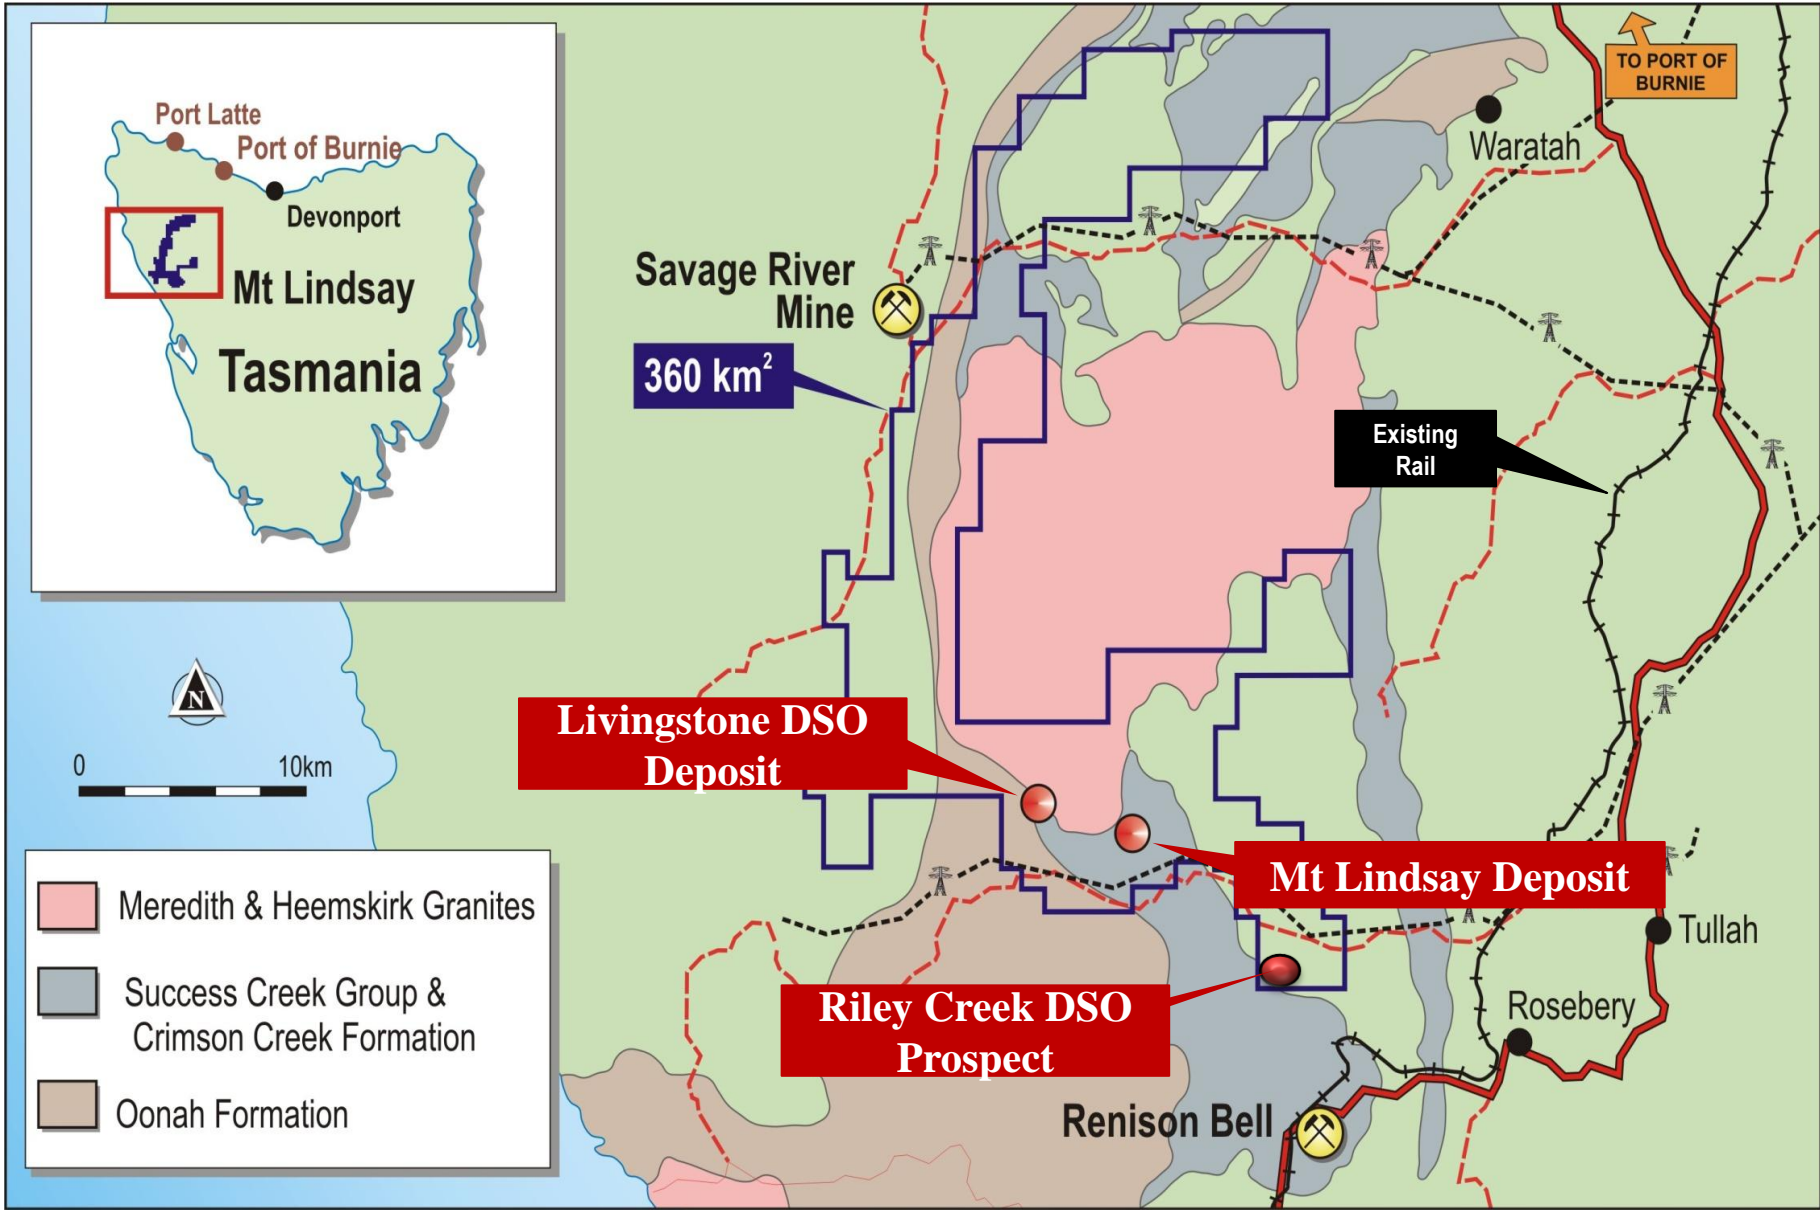 Port Latte
Port of Burnie
Devonport
Mt Lindsay
Tasmania
TO PORT OF
BURNIE
Waratah
Savage River
Mine
360 km²
Existing
Rail
N
0 10km
Livingstone DSO
Deposit
Mt Lindsay Deposit
Riley Creek DSO
Prospect
Tullah
Rosebery
Renison Bell
Meredith & Heemskirk Granites
Success Creek Group &
Crimson Creek Formation
Oonah Formation